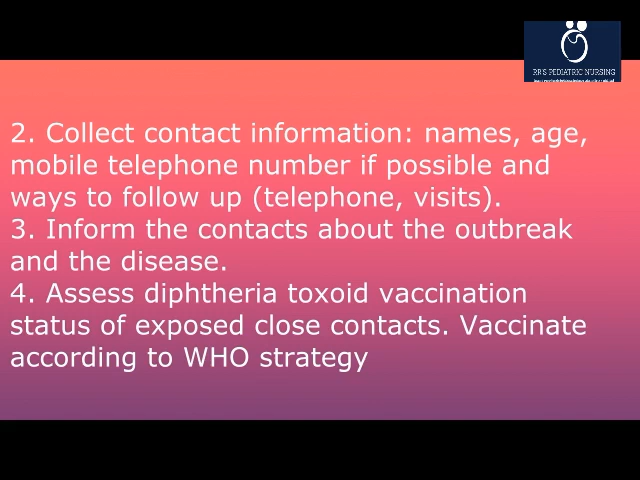 RR'S PEDIATRIC NURSING
2. Collect contact information: names, age,
mobile telephone number if possible and
ways to follow up (telephone, visits).
3. Inform the contacts about the outbreak
and the disease.
4. Assess diphtheria toxoid vaccination
status of exposed close contacts. Vaccinate
according to WHO strategy